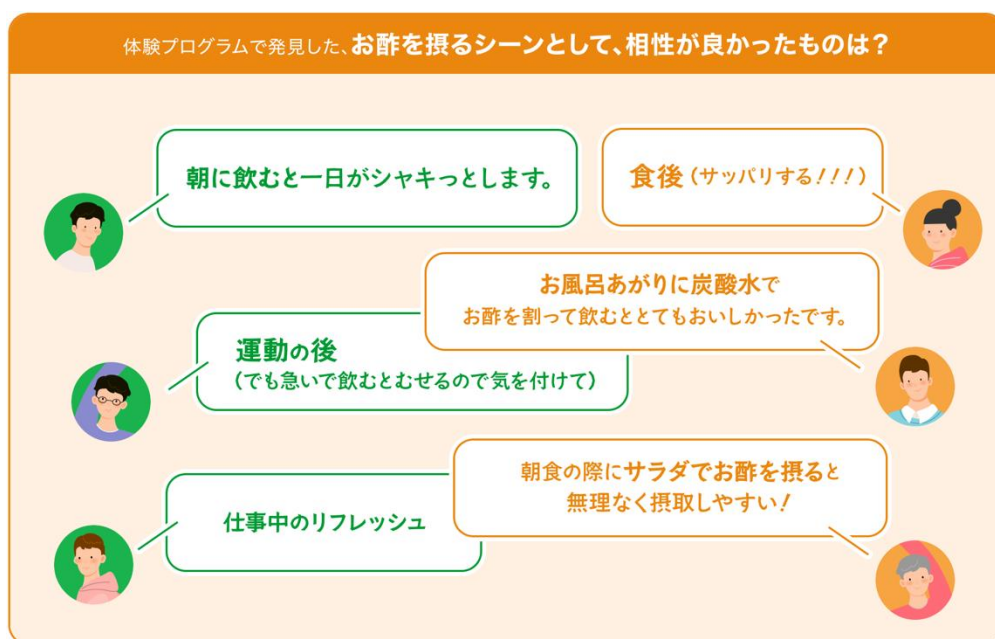 体験プログラムで発見した、お酢を摂るシーンとして、相性が良かったものは？
朝に飲むと一日がシャキっとします。
食後（サッパリする！！！）
お風呂あがりに炭酸水で
お酢を割って飲むととてもおいしかったです。
運動の後
（でも急いで飲むとむせるので気を付けて）
朝食の際にサラダでお酢を摂ると
無理なく摂取しやすい！
仕事中のリフレッシュ